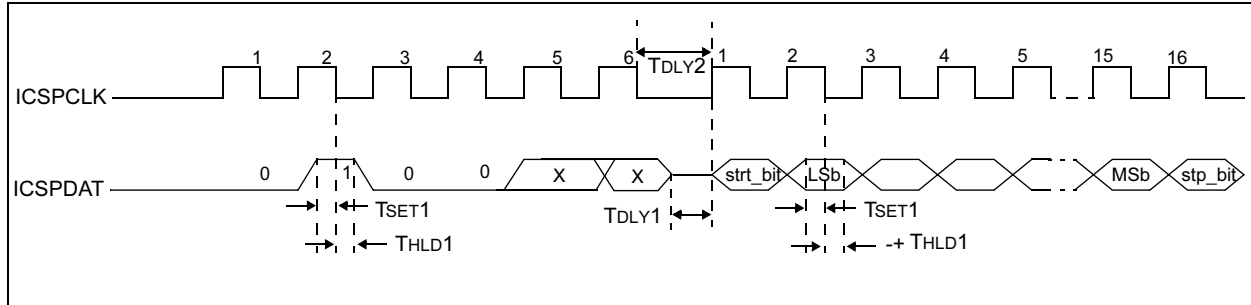 TDLY2
1 2 3 4 5 6 1 2 3 4 5 15 16
ICSPCLK
0 1 0 0 X X strt_bit LSb MSb stp_bit
ICSPDAT
TSET1 TDLY1 TSET1
THLD1 -+ THLD1